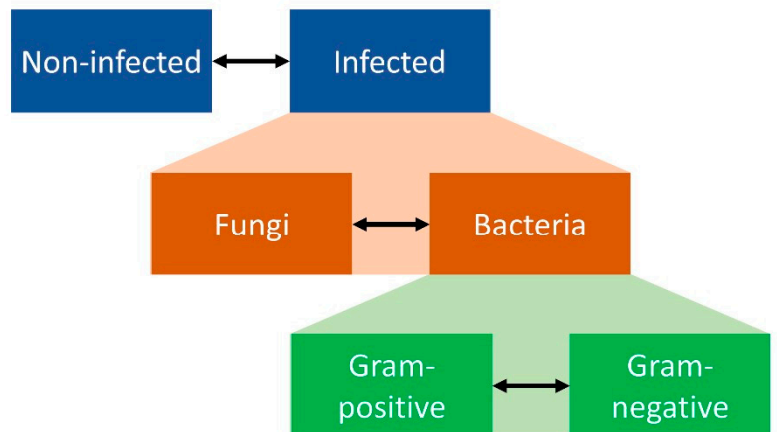 Non-infected
Infected
Fungi
Bacteria
Gram-
positive
Gram-
negative